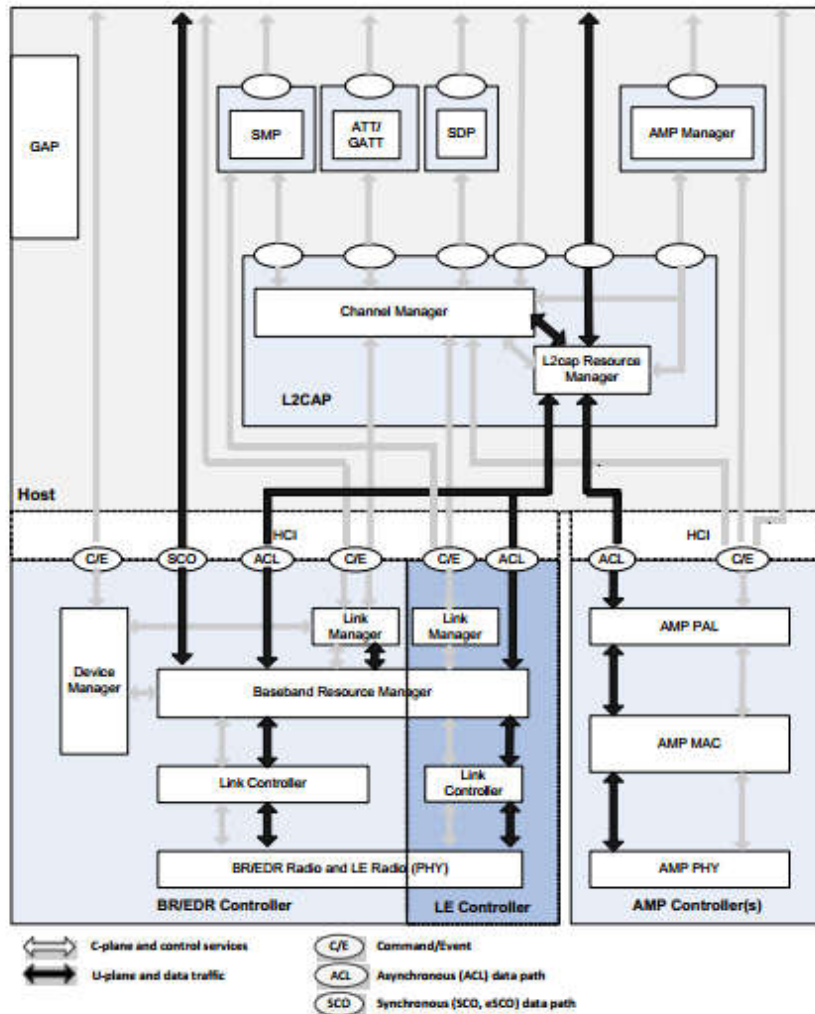 GAP
SMP
ATT/
GATT
SDP
AMP Manager
Channel Manager
L2cap Resource
Manager
L2CAP
Host
HCI
HCI
C/E
SCO
ACL
C/E
C/E
ACL
ACL
C/E
Device
Manager
Link
Manager
Link
Manager
AMP PAL
Baseband Resource Manager
AMP MAC
Link Controller
Link
Controller
BR/EDR Radio and LE Radio (PHY)
AMP PHY
BR/EDR Controller
LE Controller
AMP Controller(s)
C-plane and control services
C/E
Command/Event
U-plane and data traffic
ACL
Asynchronous (ACL) data path
SCO
Synchronous (SCO, eSCO) data path